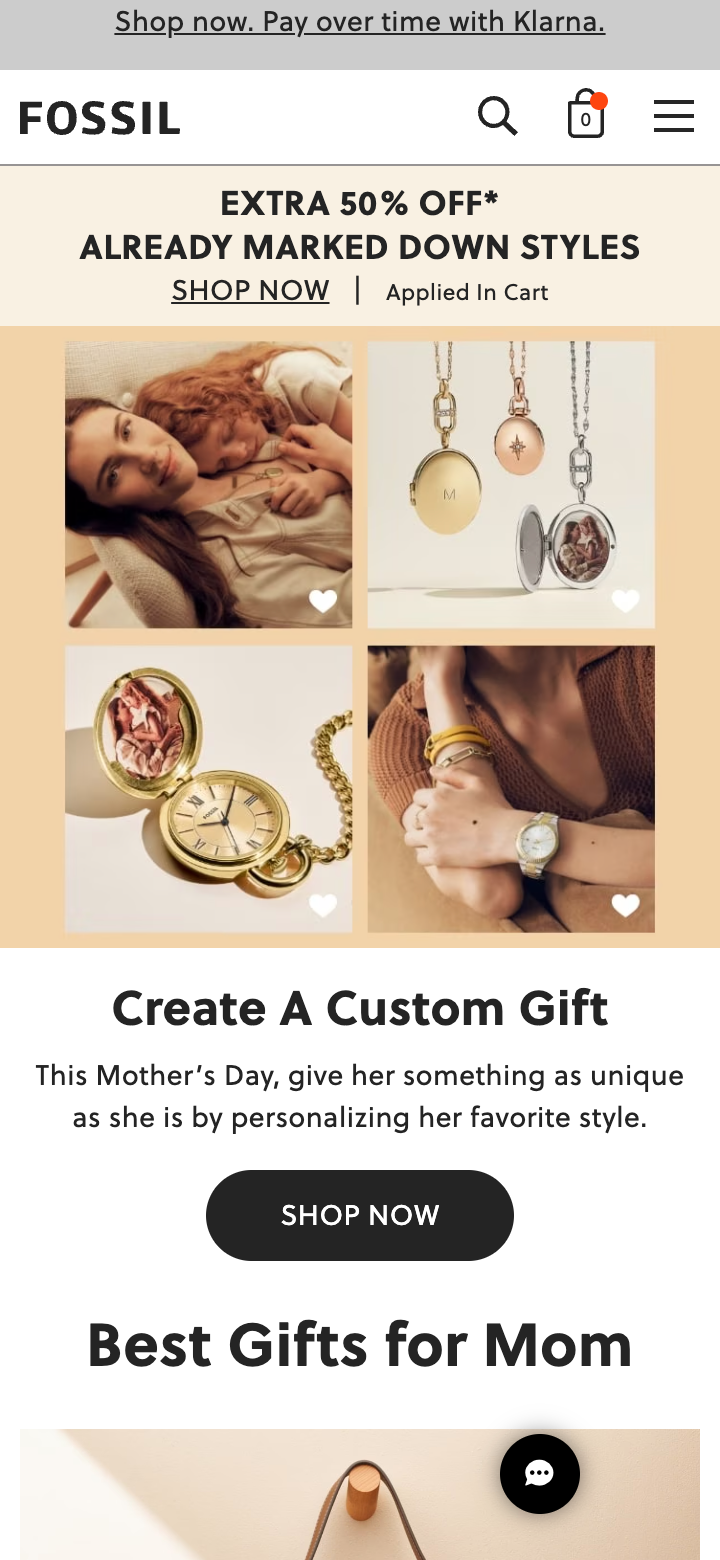 Shop now. Pay over time with Klarna.
FOSSIL
0
EXTRA 50% OFF*
ALREADY MARKED DOWN STYLES
SHOP NOW | Applied In Cart
M
FOSSIL
Create A Custom Gift
This Mother’s Day, give her something as unique
as she is by personalizing her favorite style.
SHOP NOW
Best Gifts for Mom